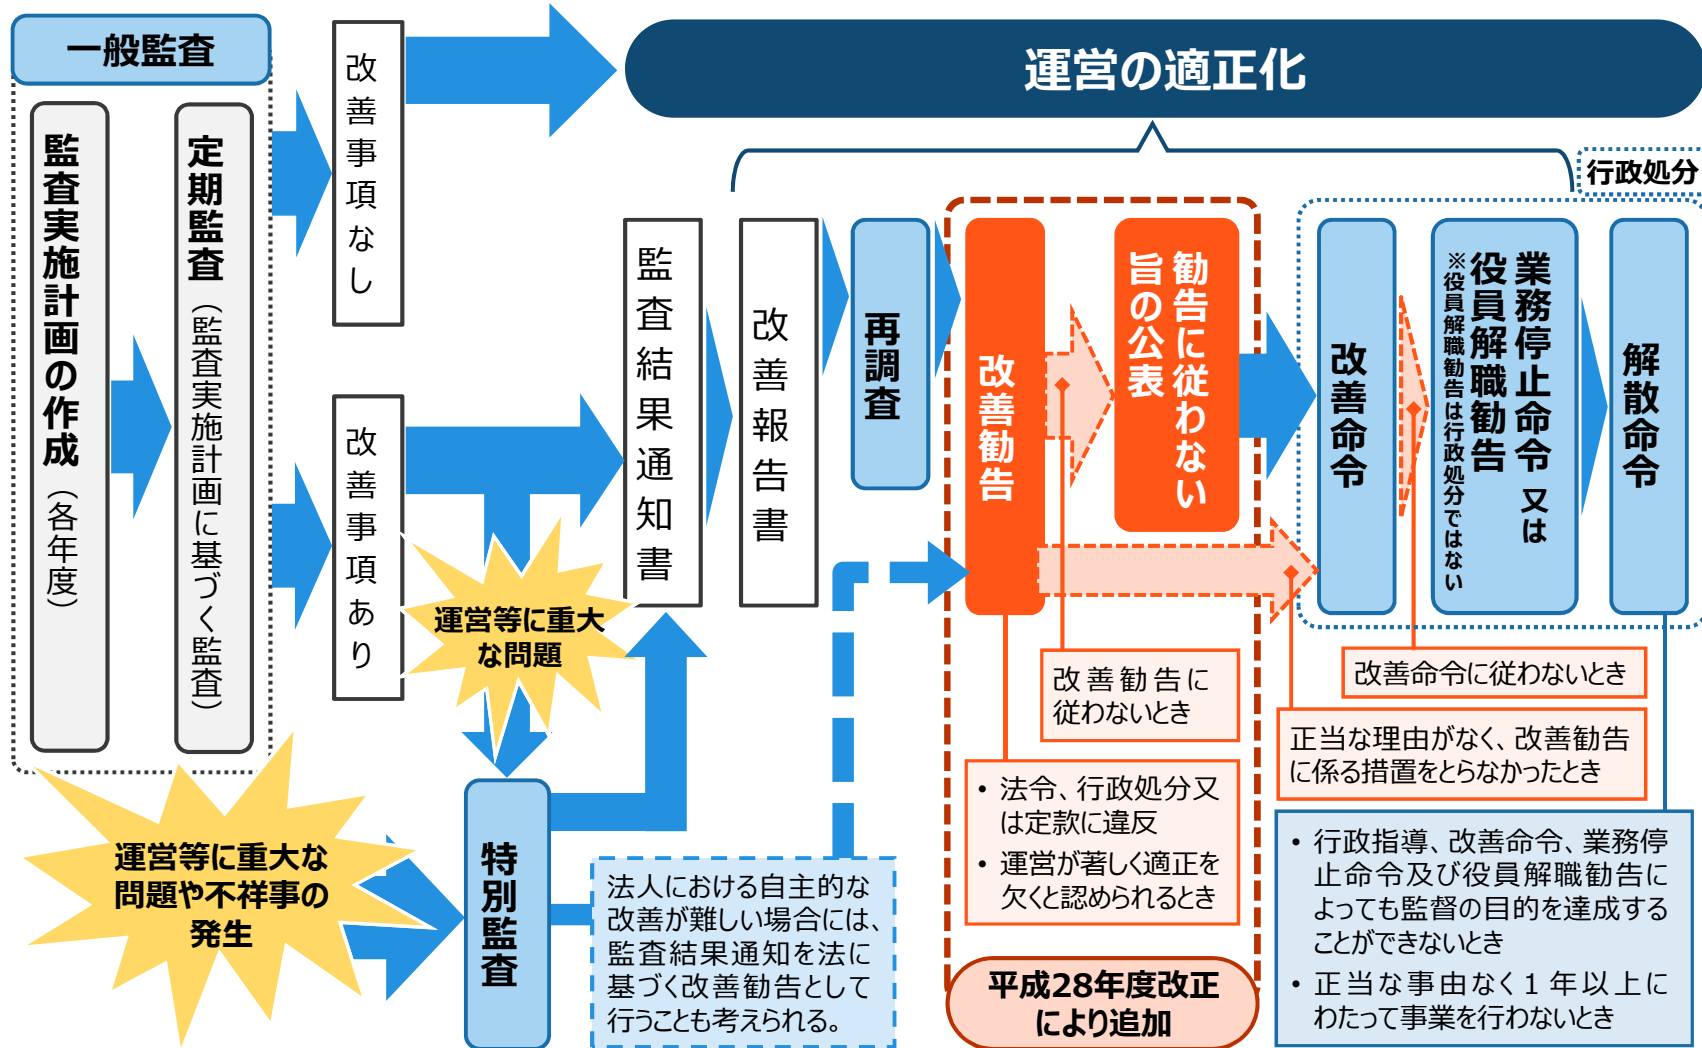 一般監査
監査実施計画の作成（各年度）
定期監査（監査実施計画に基づく監査）
改善事項なし
改善事項あり
運営の適正化
監査結果通知書
改善報告書
再調査
改善勧告
勧告に従わない
旨の公表
行政処分
改善命令
業務停止命令 又は
役員解職勧告
※役員解職勧告は行政処分ではない
解散命令
運営等に重大
な問題
運営等に重大な
問題や不祥事の
発生
特別監査
法人における自主的な
改善が難しい場合には、
監査結果通知を法に
基づく改善勧告として
行うことも考えられる。
改善勧告に
従わないとき
改善命令に従わないとき
正当な理由がなく、改善勧告
に係る措置をとらなかったとき
• 法令、行政処分又
は定款に違反
• 運営が著しく適正を
欠くと認められるとき
平成28年度改正
により追加
• 行政指導、改善命令、業務停
止命令及び役員解職勧告に
よっても監督の目的を達成する
ことができないとき
• 正当な事由なく１年以上に
わたって事業を行わないとき